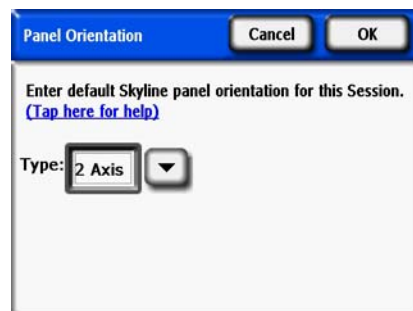 Panel Orientation Cancel OK
Enter default Skyline panel orientation for this Session.
(Tap here for help)
Type: 2 Axis